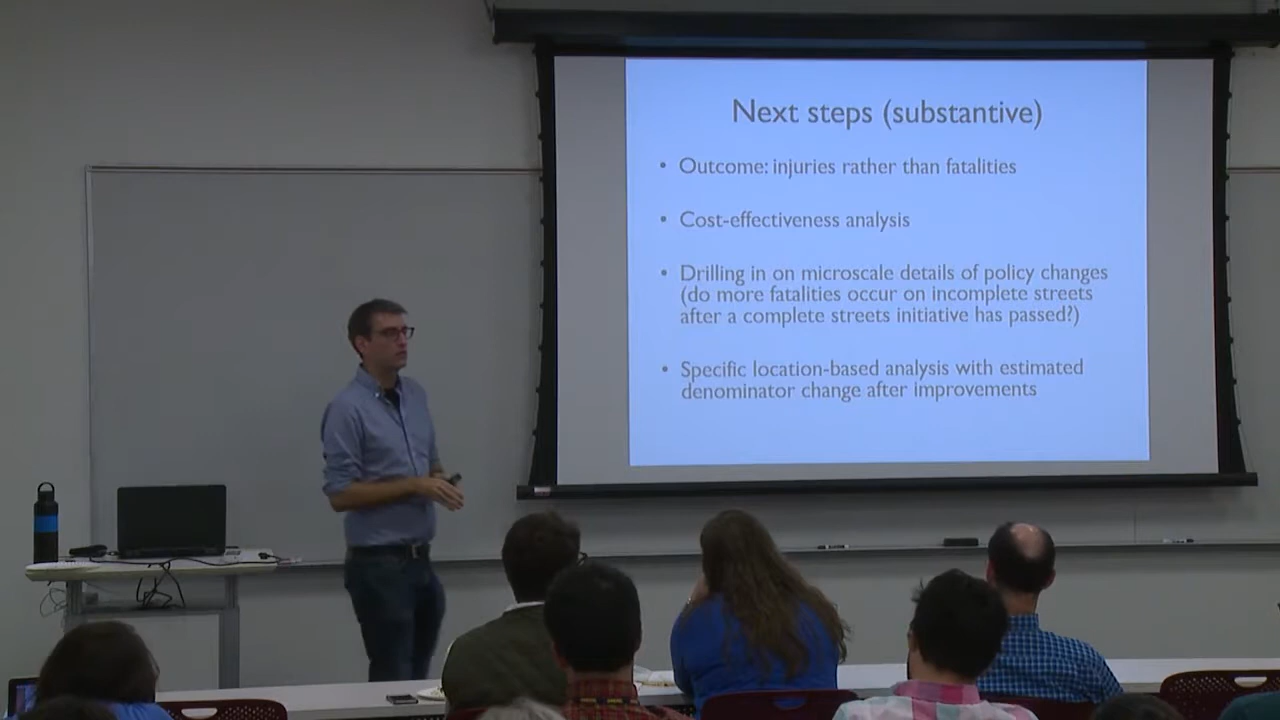 Next steps (substantive)
• Outcome: injuries rather than fatalities
• Cost-effectiveness analysis
• Drilling in on microscale details of policy changes
(do more fatalities occur on incomplete streets
after a complete streets initiative has passed?)
• Specific location-based analysis with estimated
denominator change after improvements